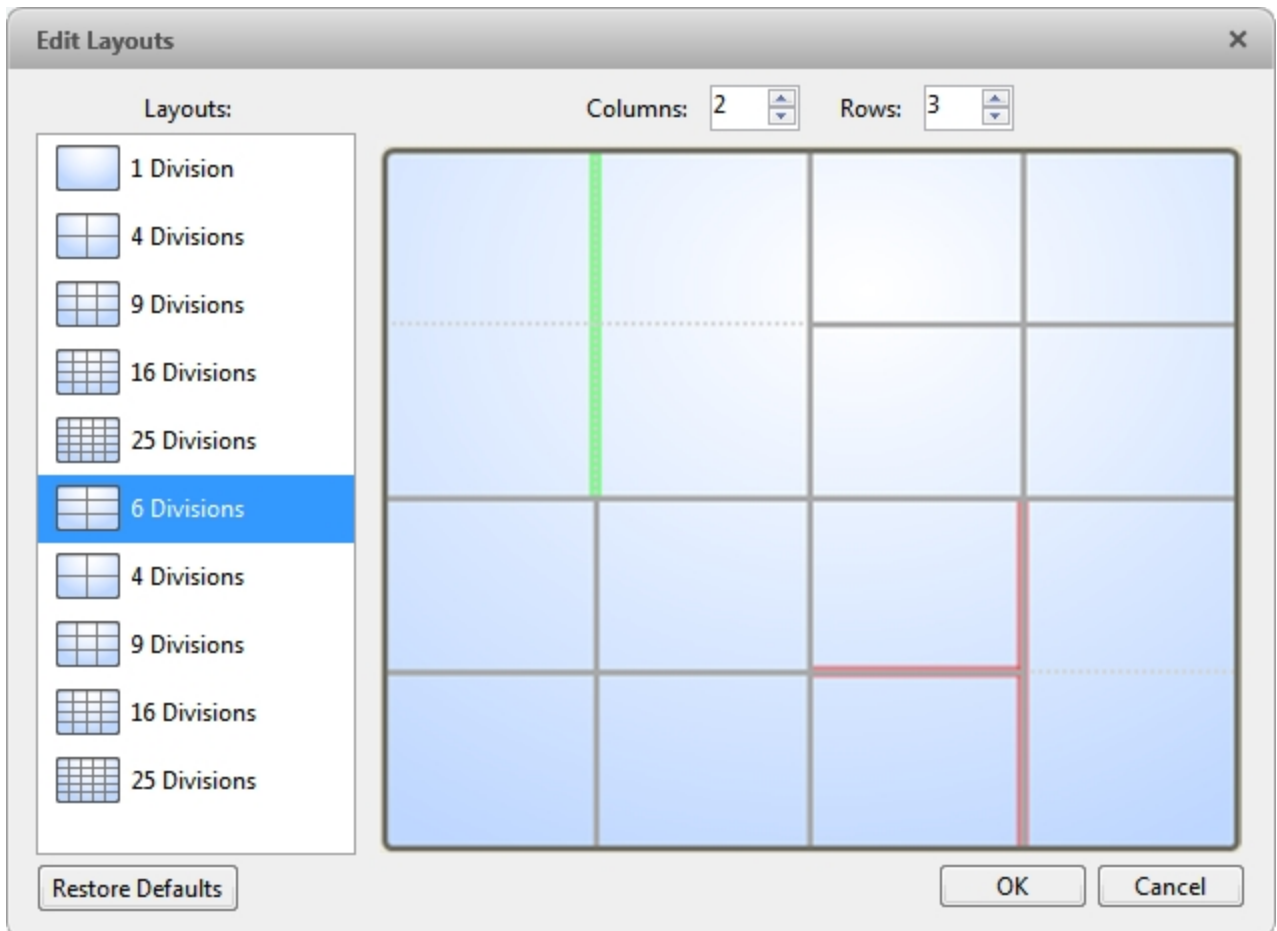 Edit Layouts
Layouts:
Columns: 2 Rows: 3
1 Division
4 Divisions
9 Divisions
16 Divisions
25 Divisions
6 Divisions
4 Divisions
9 Divisions
16 Divisions
25 Divisions
Restore Defaults
OK
Cancel